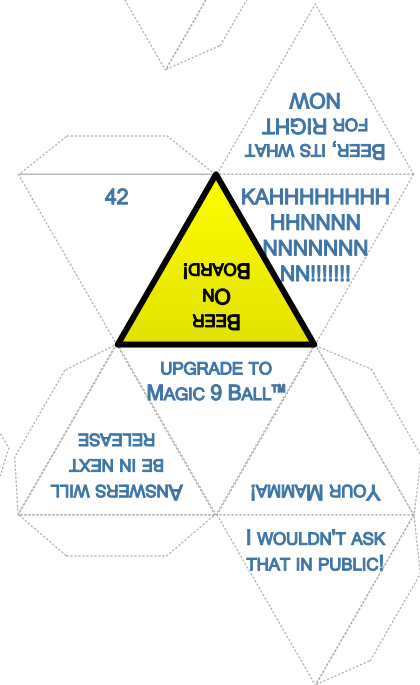 BEER, ITS WHAT
FOR RIGHT
NOW
42
KAHHHHHHHH
HHNNNN
NNNNNNN
NN!!!!!!!
BEER
ON
BOARD!
UPGRADE TO
MAGIC 9 BALL™
ANSWERS WILL
BE IN NEXT
RELEASE
YOUR MAMMA!
I WOULDN'T ASK
THAT IN PUBLIC!